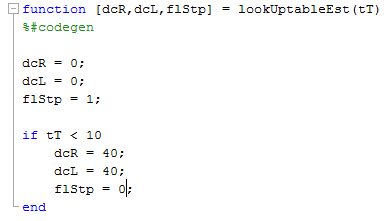 function [dcR,dcL,flStp] = lookUptableEst(tT)
%#codegen
dcR = 0;
dcL = 0;
flStp = 1;
if tT < 10
dcR = 40;
dcL = 40;
flStp = 0;
end